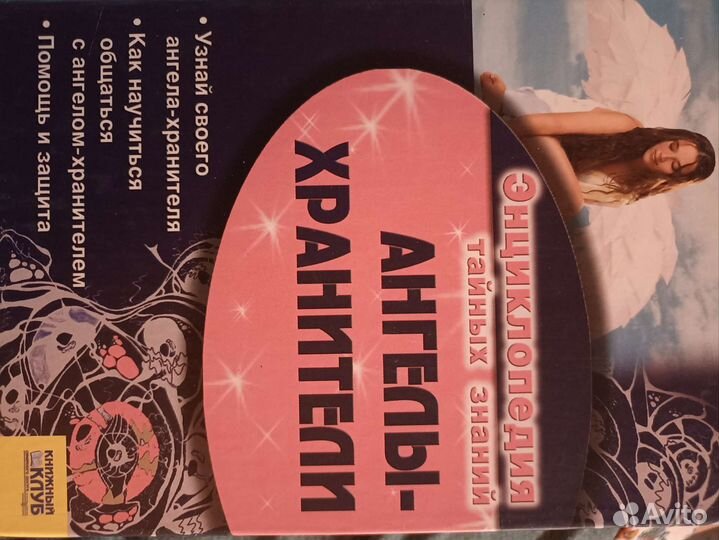 Энциклопедия
тайных знаний
АНГЕЛЫ-
ХРАНИТЕЛИ
• Узнай своего
ангела-хранителя
• Как научиться
общаться
с ангелом-хранителем
• Помощь и защита
КНИЖНЫЙ
КЛУБ
Avito